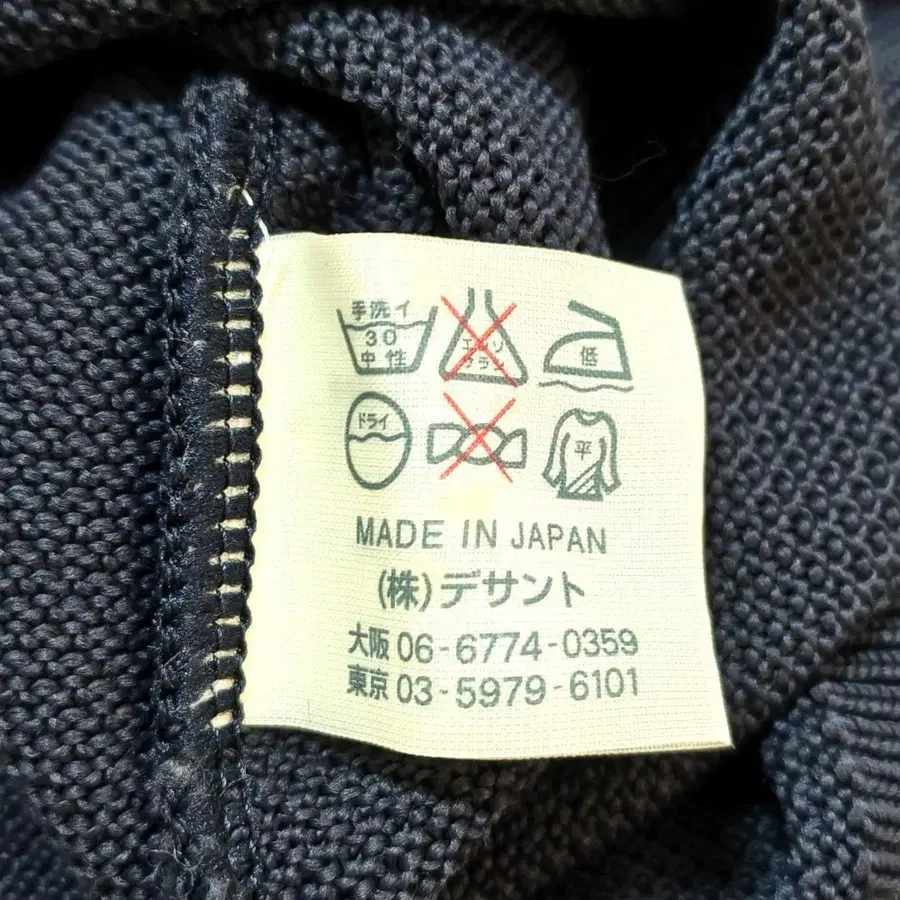 手洗イ
30
中性
エンソ
サラシ
低
ドライ
平
MADE IN JAPAN
(株)デサント
大阪 06-6774-0359
東京 03-5979-6101